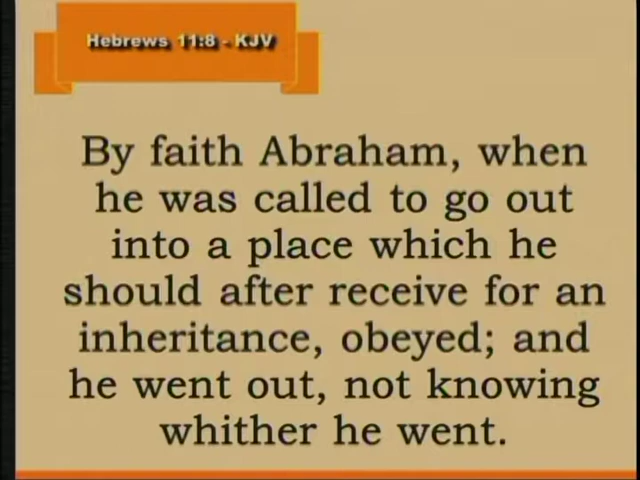 Hebrews 11:8 - KJV
By faith Abraham, when
he was called to go out
into a place which he
should after receive for an
inheritance, obeyed; and
he went out, not knowing
whither he went.